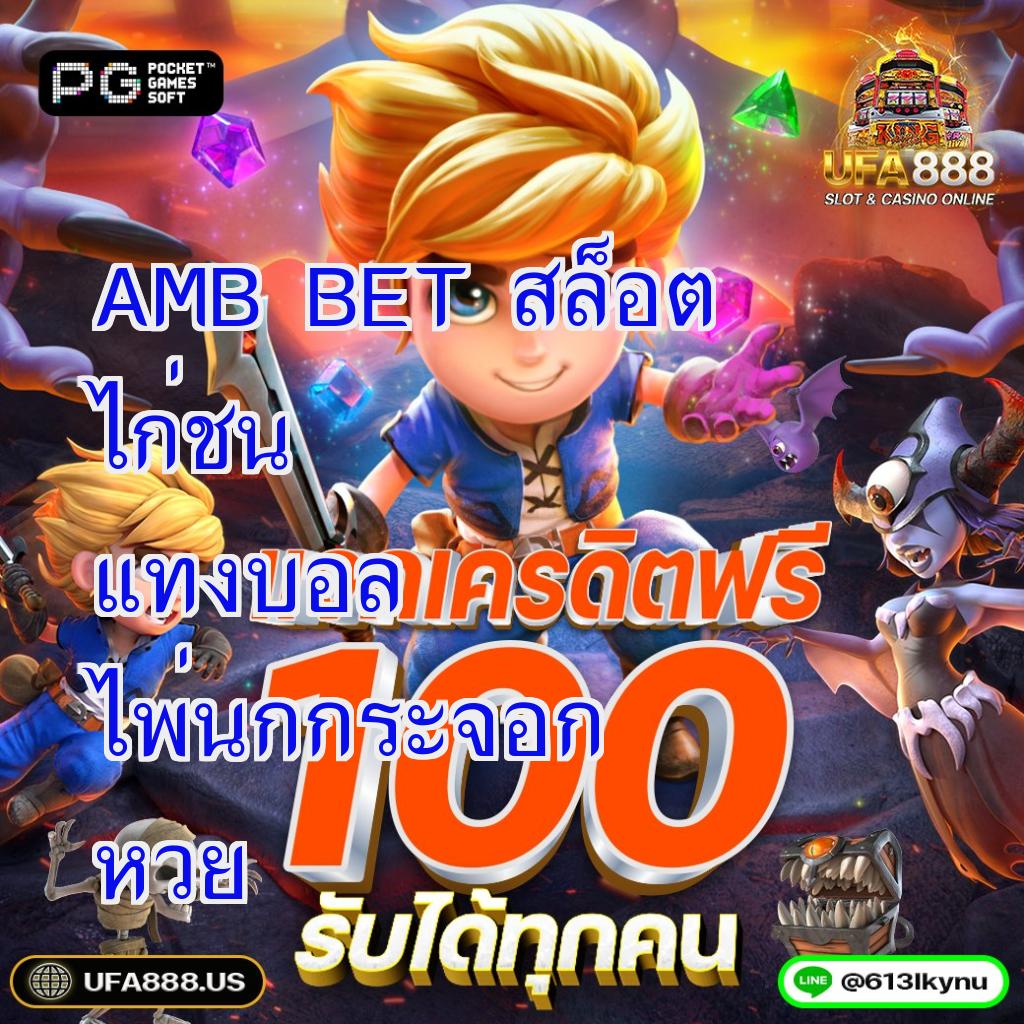 PG POCKET GAMES SOFT™
UFA888
SLOT & CASINO ONLINE
AMB BET สล็อต
ไก่ชน
แทงบอล
เครดิตฟรี
ไพ่นกกระจอก
100
หวย
รับได้ทุกคน
UFA888.US
LINE @613lkynu